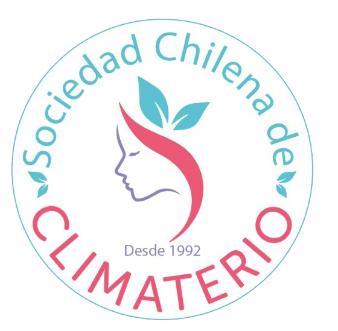 Sociedad Chilena de
CLIMATERIO
Desde 1992